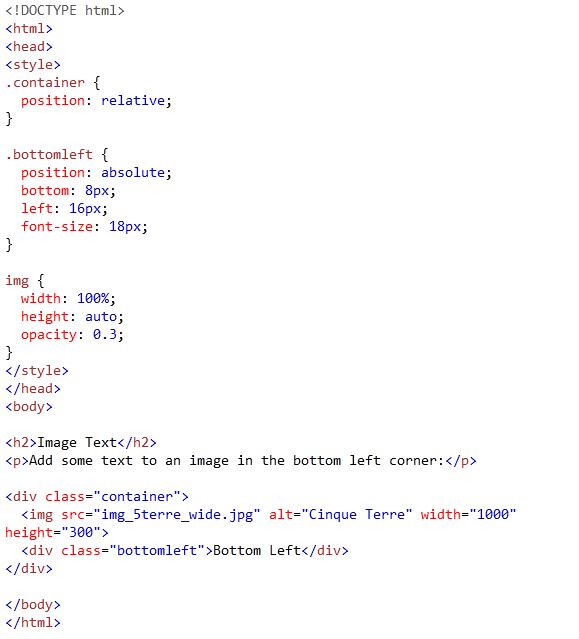 <!DOCTYPE html>
<html>
<head>
<style>
.container {
  position: relative;
}

.bottomleft {
  position: absolute;
  bottom: 8px;
  left: 16px;
  font-size: 18px;
}

img {
  width: 100%;
  height: auto;
  opacity: 0.3;
}
</style>
</head>
<body>

<h2>Image Text</h2>
<p>Add some text to an image in the bottom left corner:</p>

<div class="container">
  <img src="img_5terre_wide.jpg" alt="Cinque Terre" width="1000"
height="300">
  <div class="bottomleft">Bottom Left</div>
</div>

</body>
</html>